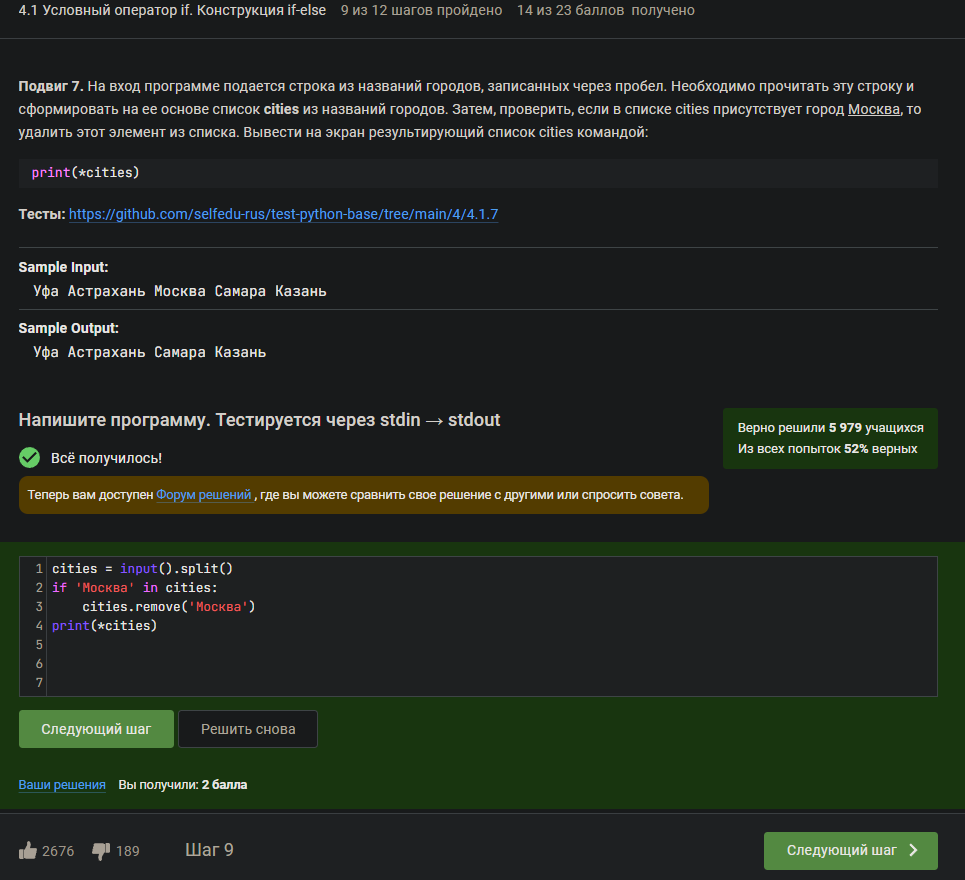 4.1 Условный оператор if. Конструкция if-else 9 из 12 шагов пройдено 14 из 23 баллов получено
Подвиг 7. На вход программе подается строка из названий городов, записанных через пробел. Необходимо прочитать эту строку и
сформировать на ее основе список cities из названий городов. Затем, проверить, если в списке cities присутствует город Москва, то
удалить этот элемент из списка. Вывести на экран результирующий список cities командой:
print(*cities)
Тесты: https://github.com/selfedu-rus/test-python-base/tree/main/4/4.1.7
Sample Input:
Уфа Астрахань Москва Самара Казань
Sample Output:
Уфа Астрахань Самара Казань
Напишите программу. Тестируется через stdin → stdout
Верно решили 5 979 учащихся
Из всех попыток 52% верных
Всё получилось!
Теперь вам доступен Форум решений , где вы можете сравнить свое решение с другими или спросить совета.
1 cities = input().split()
2 if 'Москва' in cities:
3     cities.remove('Москва')
4 print(*cities)
5
6
7
Следующий шаг Решить снова
Ваши решения Вы получили: 2 балла
2676 189 Шаг 9 Следующий шаг